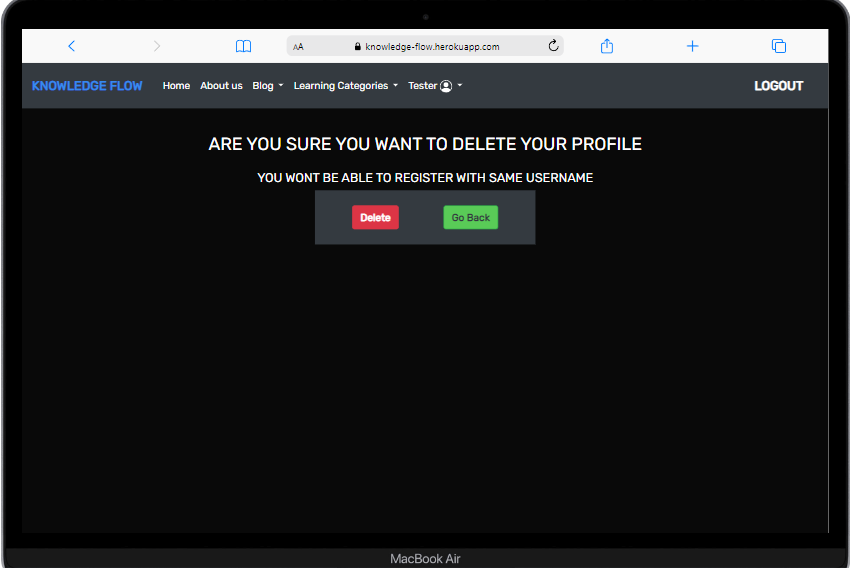 AA knowledge-flow.herokuapp.com
KNOWLEDGE FLOW Home About us Blog Learning Categories Tester LOGOUT
ARE YOU SURE YOU WANT TO DELETE YOUR PROFILE
YOU WONT BE ABLE TO REGISTER WITH SAME USERNAME
Delete Go Back
MacBook Air